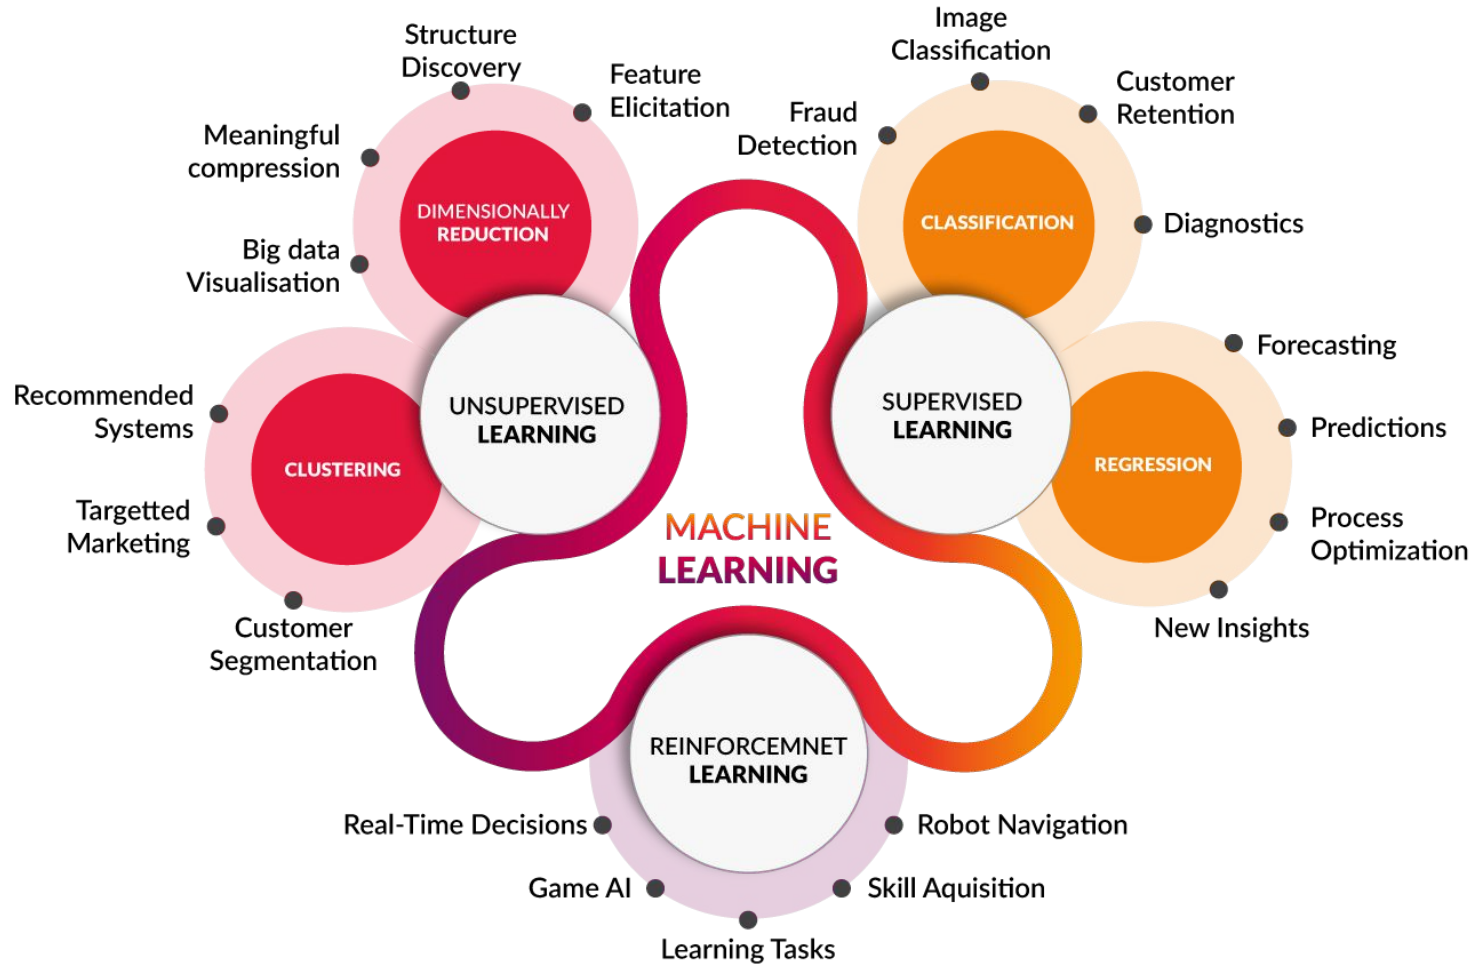 Structure
Discovery
Feature
Elicitation
Meaningful
compression
Big data
Visualisation
DIMENSIONALLY
REDUCTION
Recommended
Systems
Targetted
Marketing
Customer
Segmentation
CLUSTERING
UNSUPERVISED
LEARNING
Image
Classification
Customer
Retention
Fraud
Detection
Diagnostics
CLASSIFICATION
SUPERVISED
LEARNING
Forecasting
Predictions
Process
Optimization
New Insights
REGRESSION
MACHINE
LEARNING
REINFORCEMNET
LEARNING
Real-Time Decisions
Game AI
Learning Tasks
Skill Aquisition
Robot Navigation